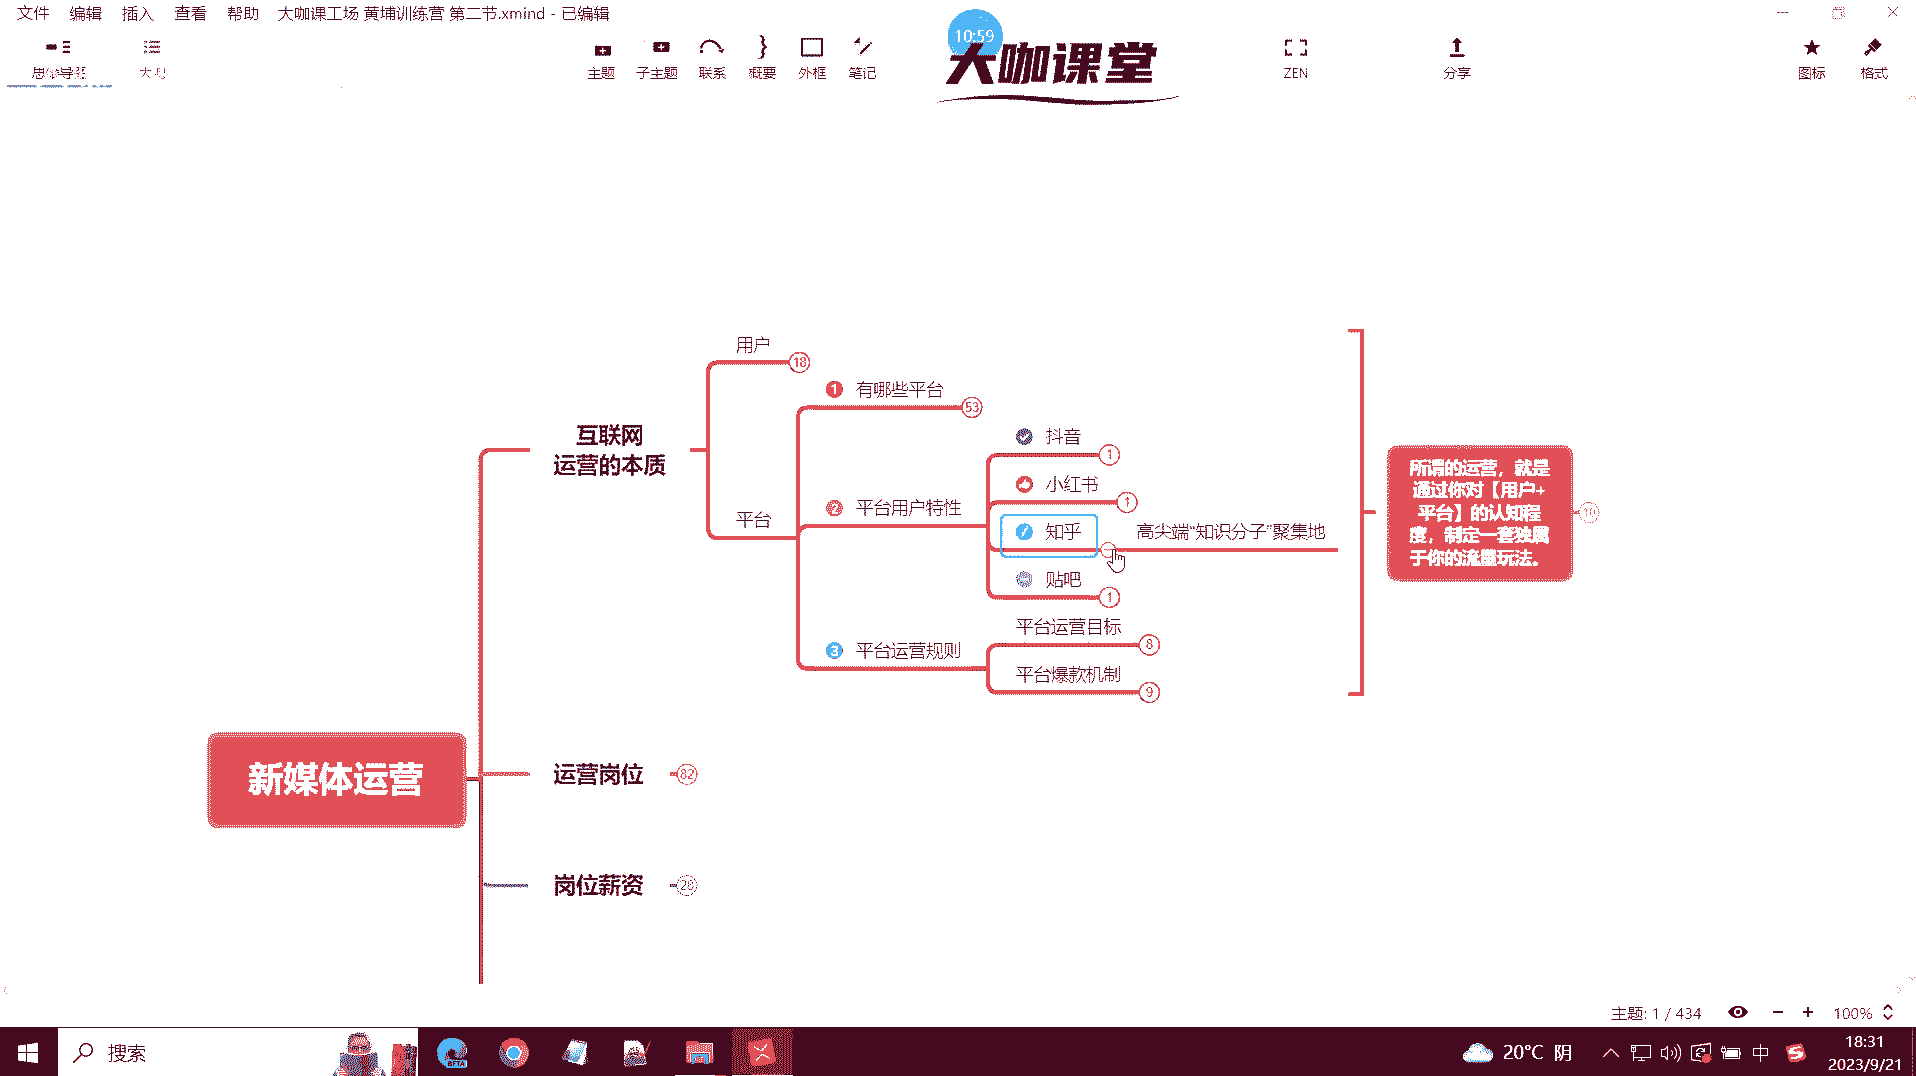 文件 编辑 插入 查看 帮助 大咖课工场 黄埔训练营 第二节.xmind - 已编辑
10:59
大咖课堂
思维导图 大纲 主题 子主题 联系 概要 外框 笔记 ZEN 分享 图标 格式
用户
18
1 有哪些平台
53
抖音
1
互联网
运营的本质
小红书
1
2 平台用户特性
平台
知乎
高尖端“知识分子”聚集地
贴吧
1
平台运营目标
8
3 平台运营规则
平台爆款机制
9
所谓的运营，就是
通过你对【用户+
平台】的认知程
度，制定一套独属
于你的流量玩法。
10
新媒体运营
运营岗位
82
岗位薪资
28
主题: 1 / 434
100%
搜索
BETA
20°C 阴
中
18:31
2023/9/21